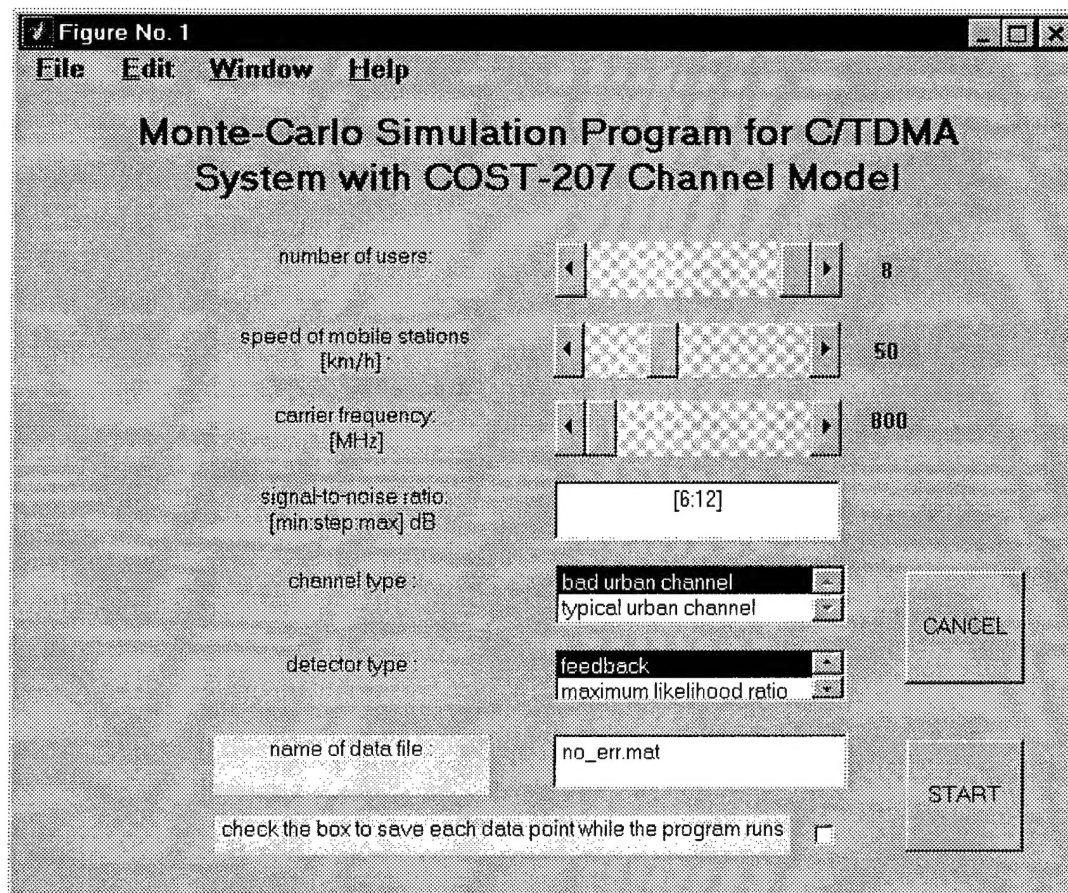 Figure No. 1
File Edit Window Help
Monte-Carlo Simulation Program for C/TDMA
System with COST-207 Channel Model
number of users:
8
speed of mobile stations
[km/h] :
50
carrier frequency:
[MHz]
800
signal-to-noise ratio:
[min:step:max] dB
[6:12]
channel type :
bad urban channel
typical urban channel
CANCEL
detector type :
feedback
maximum likelihood ratio
name of data file :
no_err.mat
START
check the box to save each data point while the program runs